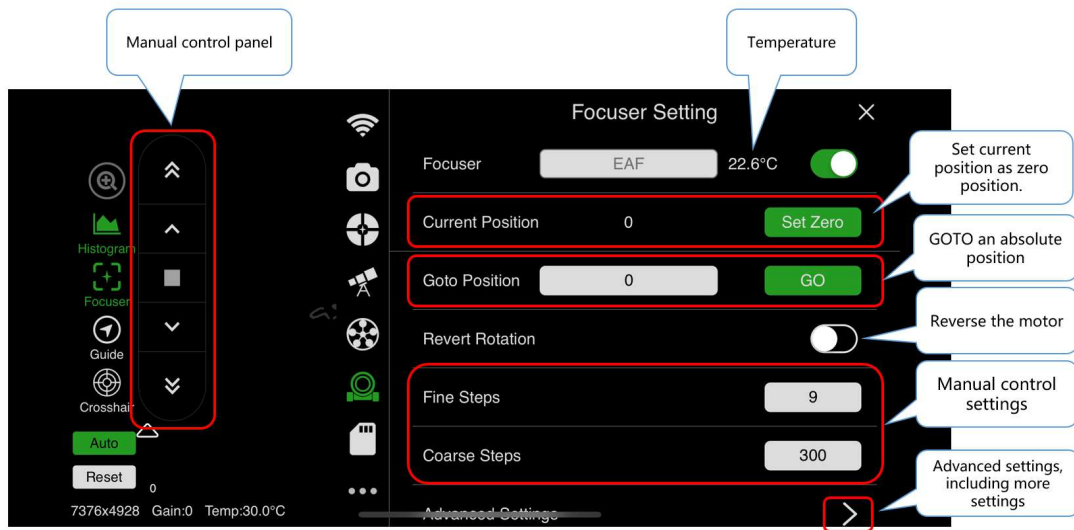 Manual control panel
Temperature
Focuser Setting
Focuser
EAF
22.6°C
Set current
position as zero
position.
Current Position
0
Set Zero
GOTO an absolute
position
Goto Position
0
GO
Revert Rotation
Reverse the motor
Fine Steps
9
Manual control
settings
Coarse Steps
300
Advanced settings,
including more
settings
Advanced Settings
Histogram
Focuser
Guide
Crosshair
Auto
Reset
0
7376x4928 Gain:0 Temp:30.0°C